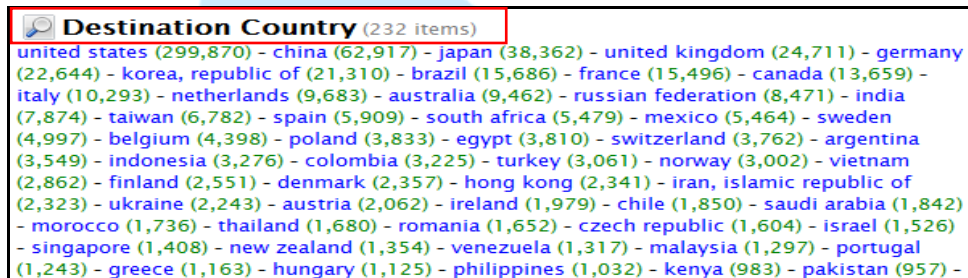 Destination Country (232 items)
united states (299,870) - china (62,917) - japan (38,362) - united kingdom (24,711) - germany
(22,644) - korea, republic of (21,310) - brazil (15,686) - france (15,496) - canada (13,659) -
italy (10,293) - netherlands (9,683) - australia (9,462) - russian federation (8,471) - india
(7,874) - taiwan (6,782) - spain (5,909) - south africa (5,479) - mexico (5,464) - sweden
(4,997) - belgium (4,398) - poland (3,833) - egypt (3,810) - switzerland (3,762) - argentina
(3,549) - indonesia (3,276) - colombia (3,225) - turkey (3,061) - norway (3,002) - vietnam
(2,862) - finland (2,551) - denmark (2,357) - hong kong (2,341) - iran, islamic republic of
(2,323) - ukraine (2,243) - austria (2,062) - ireland (1,979) - chile (1,850) - saudi arabia (1,842)
- morocco (1,736) - thailand (1,680) - romania (1,652) - czech republic (1,604) - israel (1,526)
- singapore (1,408) - new zealand (1,354) - venezuela (1,317) - malaysia (1,297) - portugal
(1,243) - greece (1,163) - hungary (1,125) - philippines (1,032) - kenya (983) - pakistan (957) -